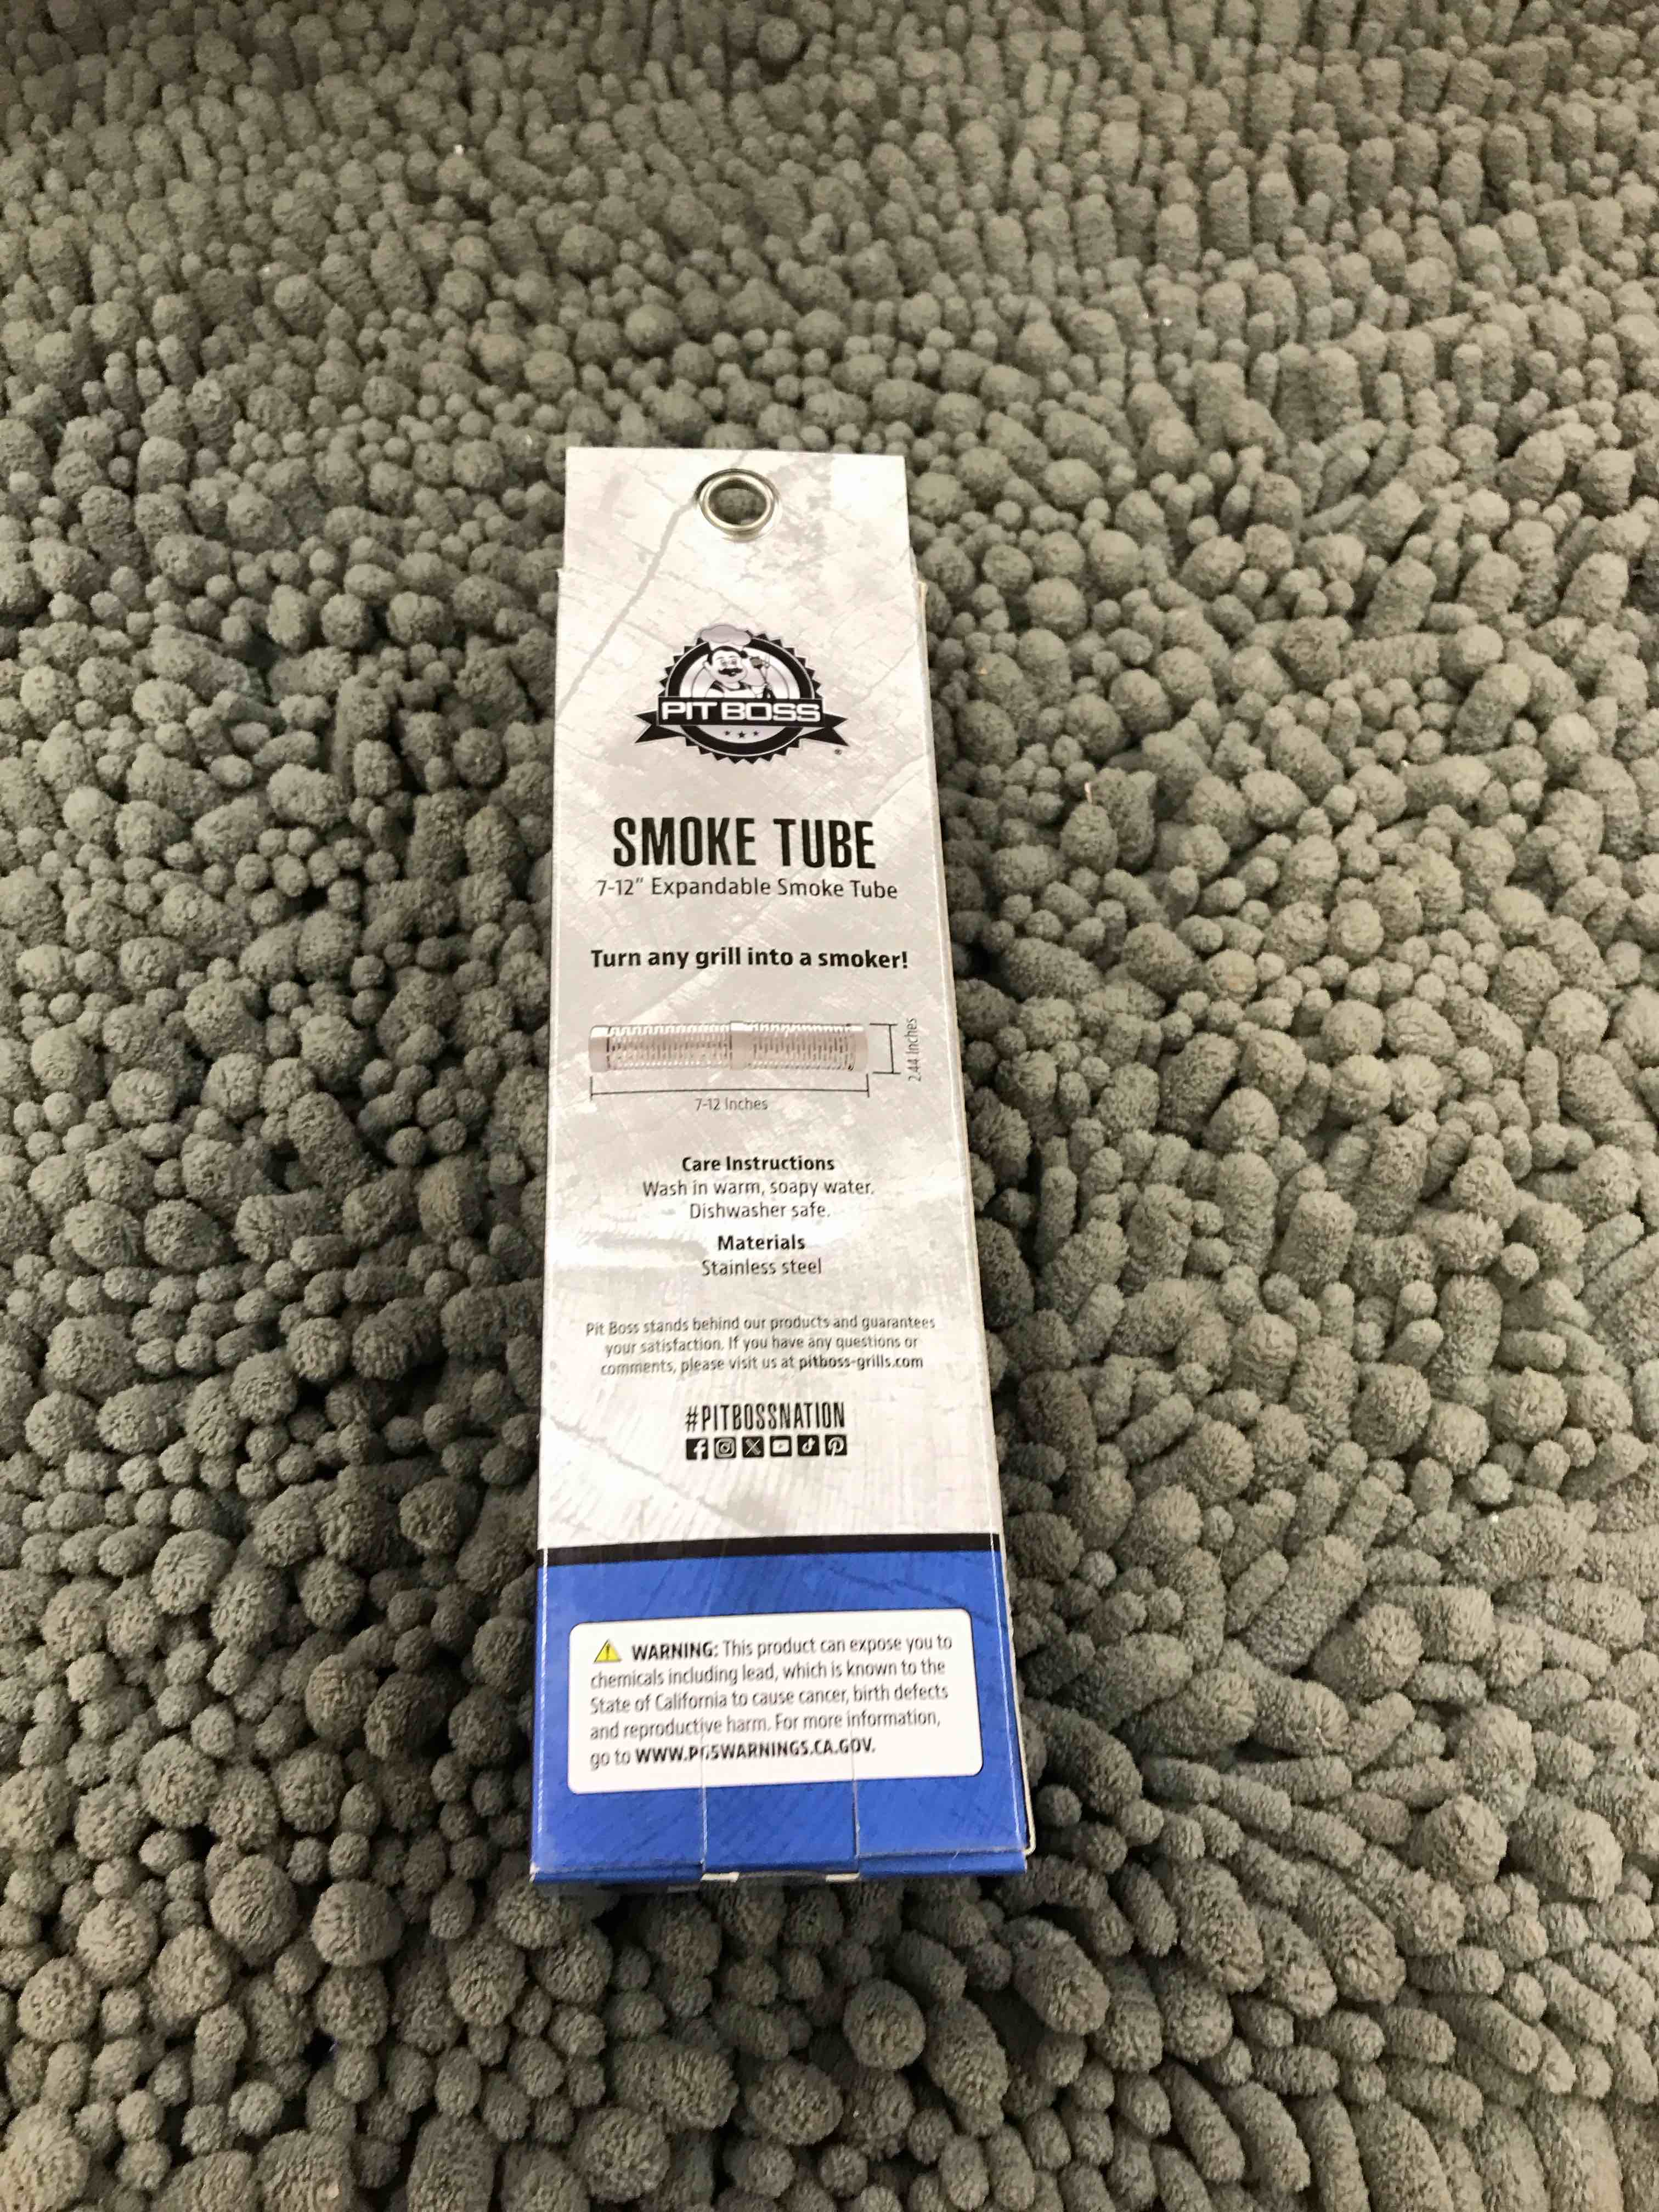 PIT BOSS
®
SMOKE TUBE
7-12" Expandable Smoke Tube
Turn any grill into a smoker!
2.44 Inches
7-12 Inches
Care Instructions
Wash in warm, soapy water.
Dishwasher safe.
Materials
Stainless steel
Pit Boss stands behind our products and guarantees
your satisfaction. If you have any questions or
comments, please visit us at pitboss-grills.com
#PITBOSSNATION
WARNING: This product can expose you to
chemicals including lead, which is known to the
State of California to cause cancer, birth defects
and reproductive harm. For more information,
go to WWW.P65WARNINGS.CA.GOV.